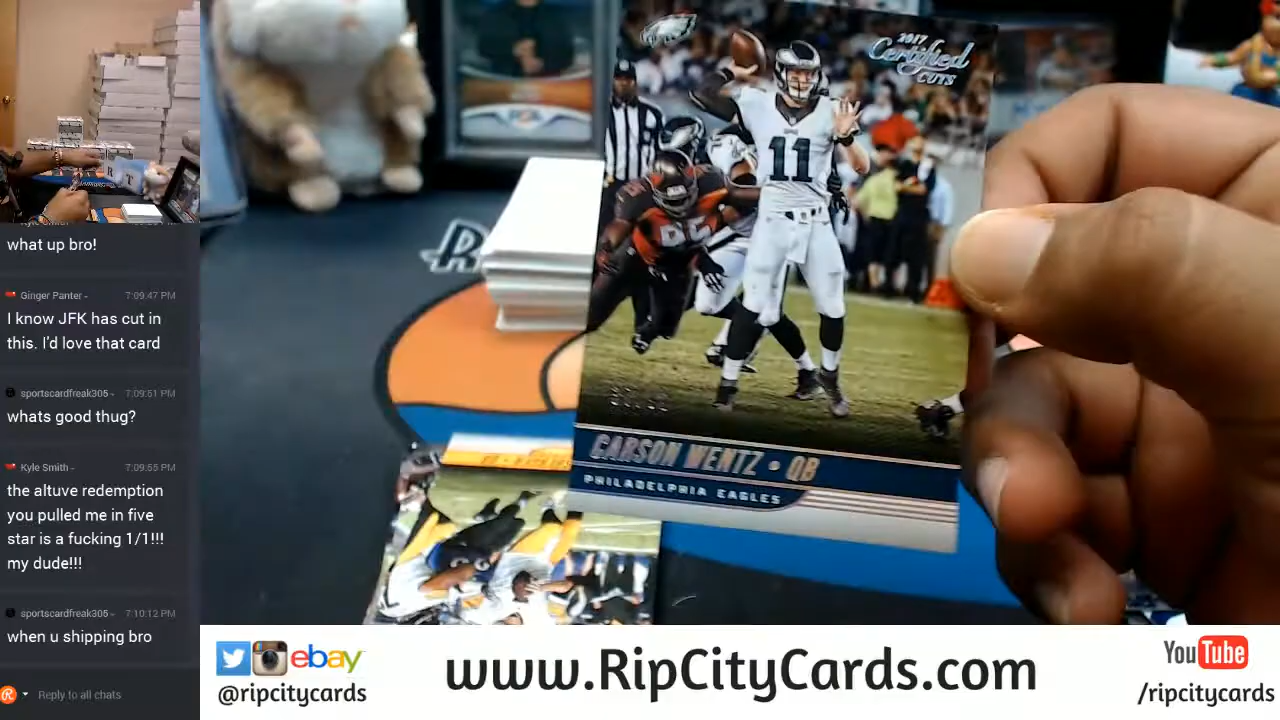 what up bro!
Ginger Panter - 7:09:47 PM
I know JFK has cut in
this. I'd love that card
sportscardfreak305 - 7:09:51 PM
whats good thug?
Kyle Smith - 7:09:55 PM
the altuve redemption
you pulled me in five
star is a fucking 1/1!!!
my dude!!!
sportscardfreak305 - 7:10:12 PM
when u shipping bro
Reply to all chats
2017
Certified
CUTS
11
95
CARSON WENTZ • QB
PHILADELPHIA EAGLES
ebay
@ripcitycards
www.RipCityCards.com
YouTube
/ripcitycards